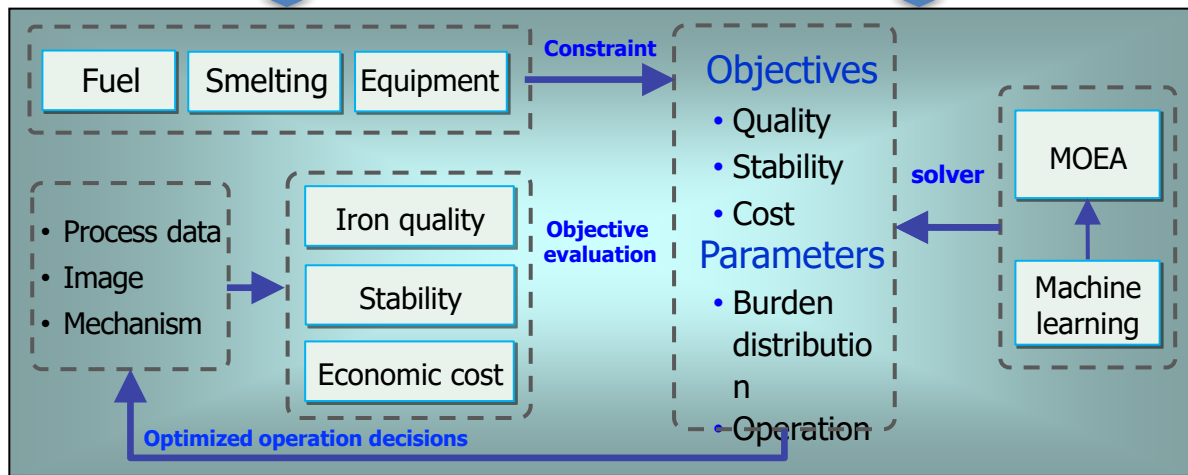 Fuel
Smelting
Equipment
Constraint
• Process data
• Image
• Mechanism
Iron quality
Stability
Economic cost
Objective
evaluation
Objectives
• Quality
• Stability
• Cost
Parameters
• Burden
distributio
n
• Operation
solver
MOEA
Machine
learning
Optimized operation decisions